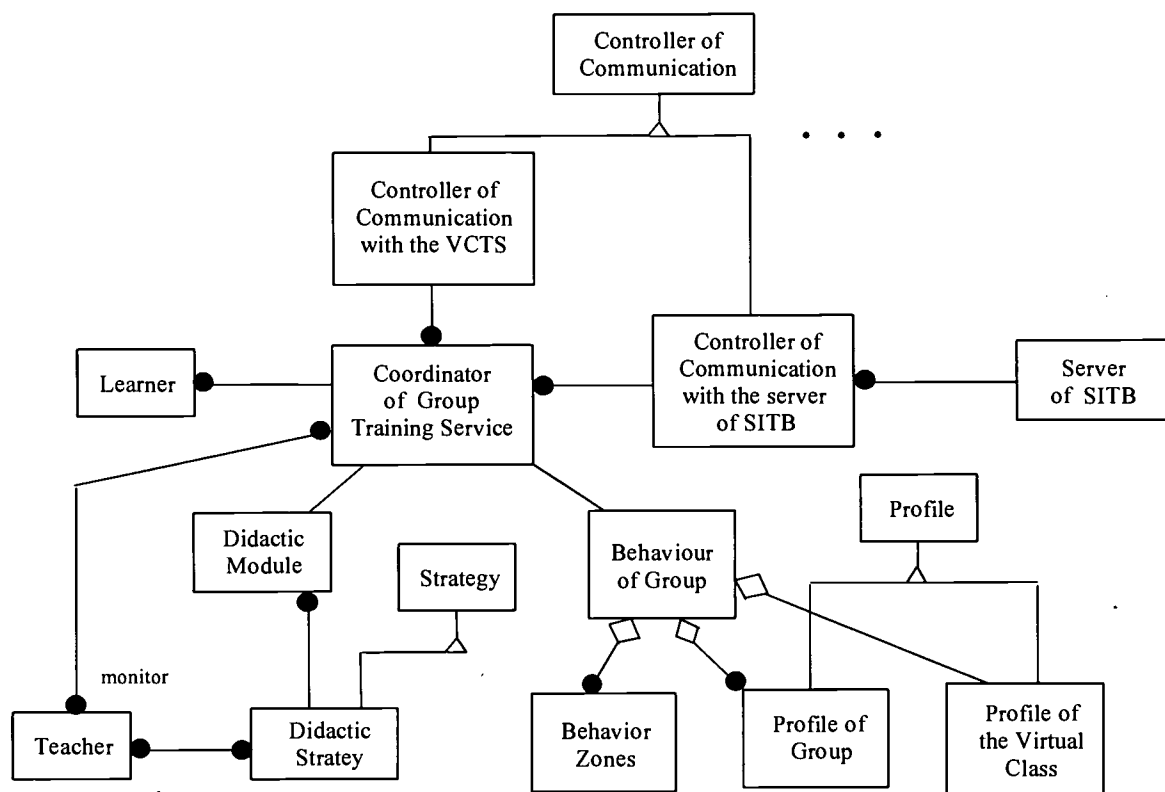 Controller of
Communication
. . .
Controller of
Communication
with the VCTS
Learner
Coordinator
of Group
Training Service
Controller of
Communication
with the server
of SITB
Server
of SITB
Didactic
Module
Strategy
Behaviour
of Group
Profile
monitor
Teacher
Didactic
Stratey
Behavior
Zones
Profile of
Group
Profile of
the Virtual
Class